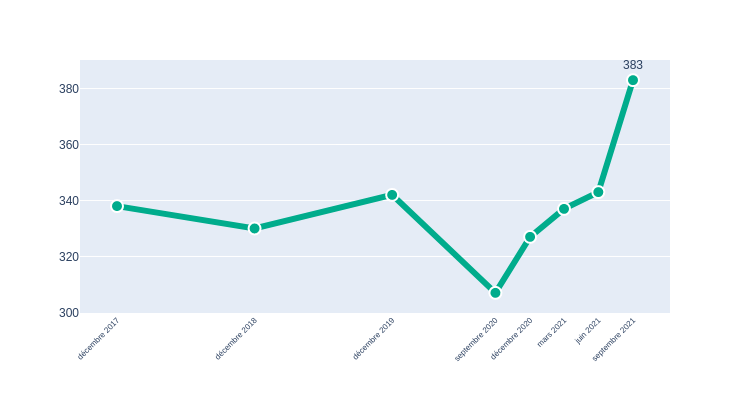 383
380
360
340
320
300
décembre 2017
décembre 2018
décembre 2019
septembre 2020
décembre 2020
mars 2021
juin 2021
septembre 2021